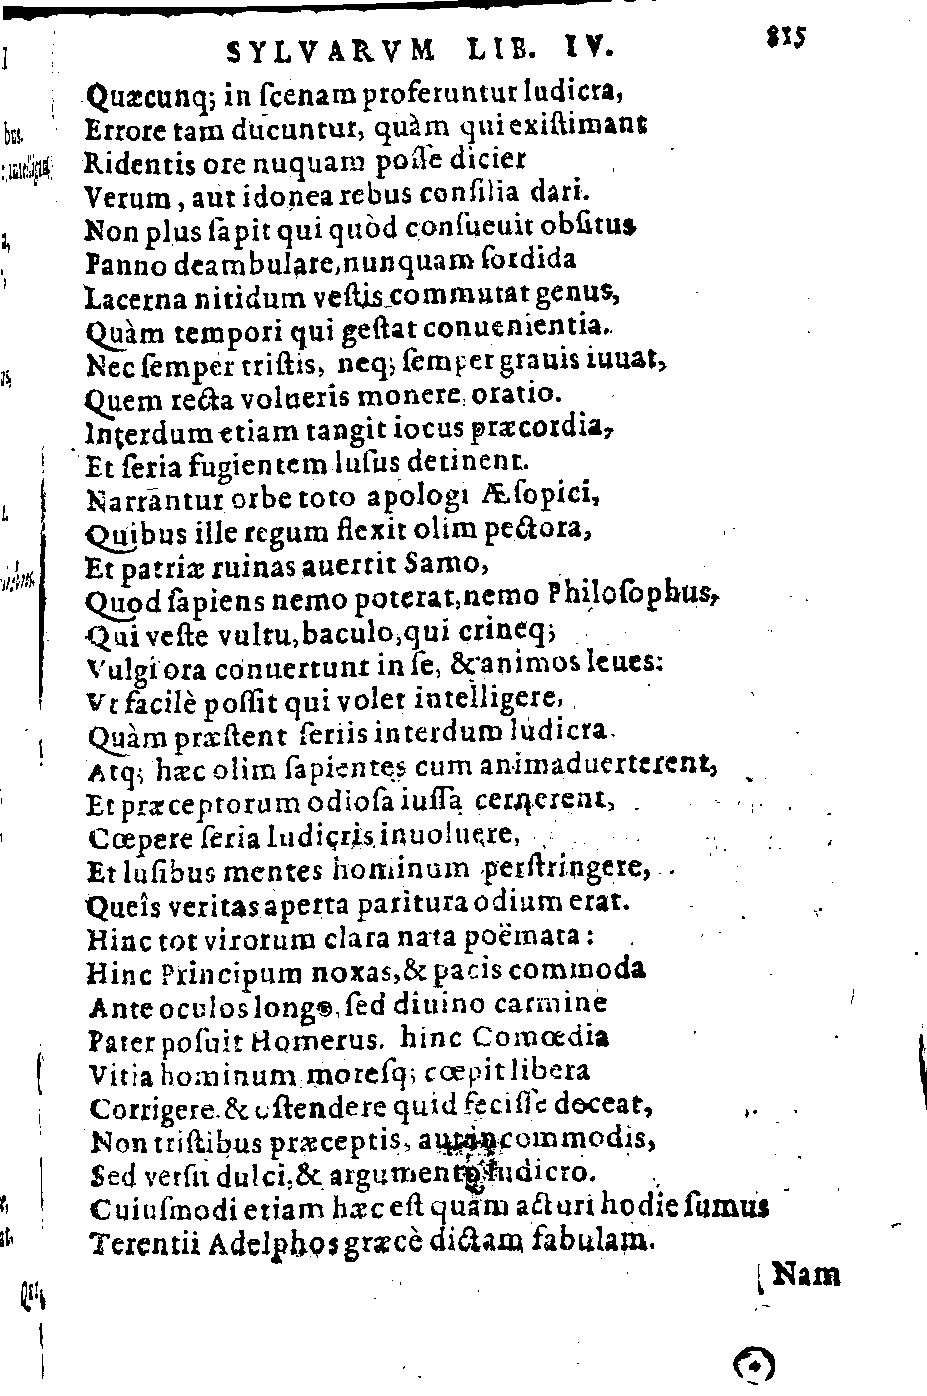 SYLVARVM LIB. IV. 815
Quæcunq; in ſcenam proferuntur ludicra,
Errore tam ducuntur, quàm qui exiſtimant
Ridentis ore nuquam poſſe dicier
Verum, aut idonea rebus conſilia dari.
Non plus ſapit qui quòd conſueuit obſitus
Panno deambulare, nunquam ſordida
Lacerna nitidum veſtis commutat genus,
Quàm tempori qui geſtat conuenientia.
Nec ſemper triſtis, neq; ſemper grauis iuuat,
Quem recta volueris monere, oratio.
Interdum etiam tangit iocus præcordia,
Et ſeria fugientem luſus detinent.
Narrantur orbe toto apologi Æſopici,
Quibus ille regum flexit olim pectora,
Et patriæ ruinas auertit Samo,
Quod ſapiens nemo poterat, nemo Philoſophus,
Qui veſte vultu, baculo, qui crineq;
Vulgi ora conuertunt in ſe, & animos leues:
Vt facilè poſſit qui volet intelligere,
Quàm præſtent ſeriis interdum ludicra.
Atq; hæc olim ſapientes cum animaduerterent,
Et præceptorum odioſa iuſſa cernerent,
Cœpere ſeria ludicris inuoluere,
Et luſibus mentes hominum perſtringere,
Queîs veritas aperta paritura odium erat.
Hinc tot virorum clara nata poëmata:
Hinc Principum noxas, & pacis commoda
Ante oculos longo, ſed diuino carmine
Pater poſuit Homerus. hinc Comœdia
Vitia hominum moreſq; cœpit libera
Corrigere & oſtendere quid feciſſe doceat,
Non triſtibus præceptis, aut incommodis,
Sed verſu dulci, & argumento ludicro.
Cuiuſmodi etiam hæc eſt quam acturi hodie ſumus
Terentii Adelphos græcè dictam fabulam.
Nam